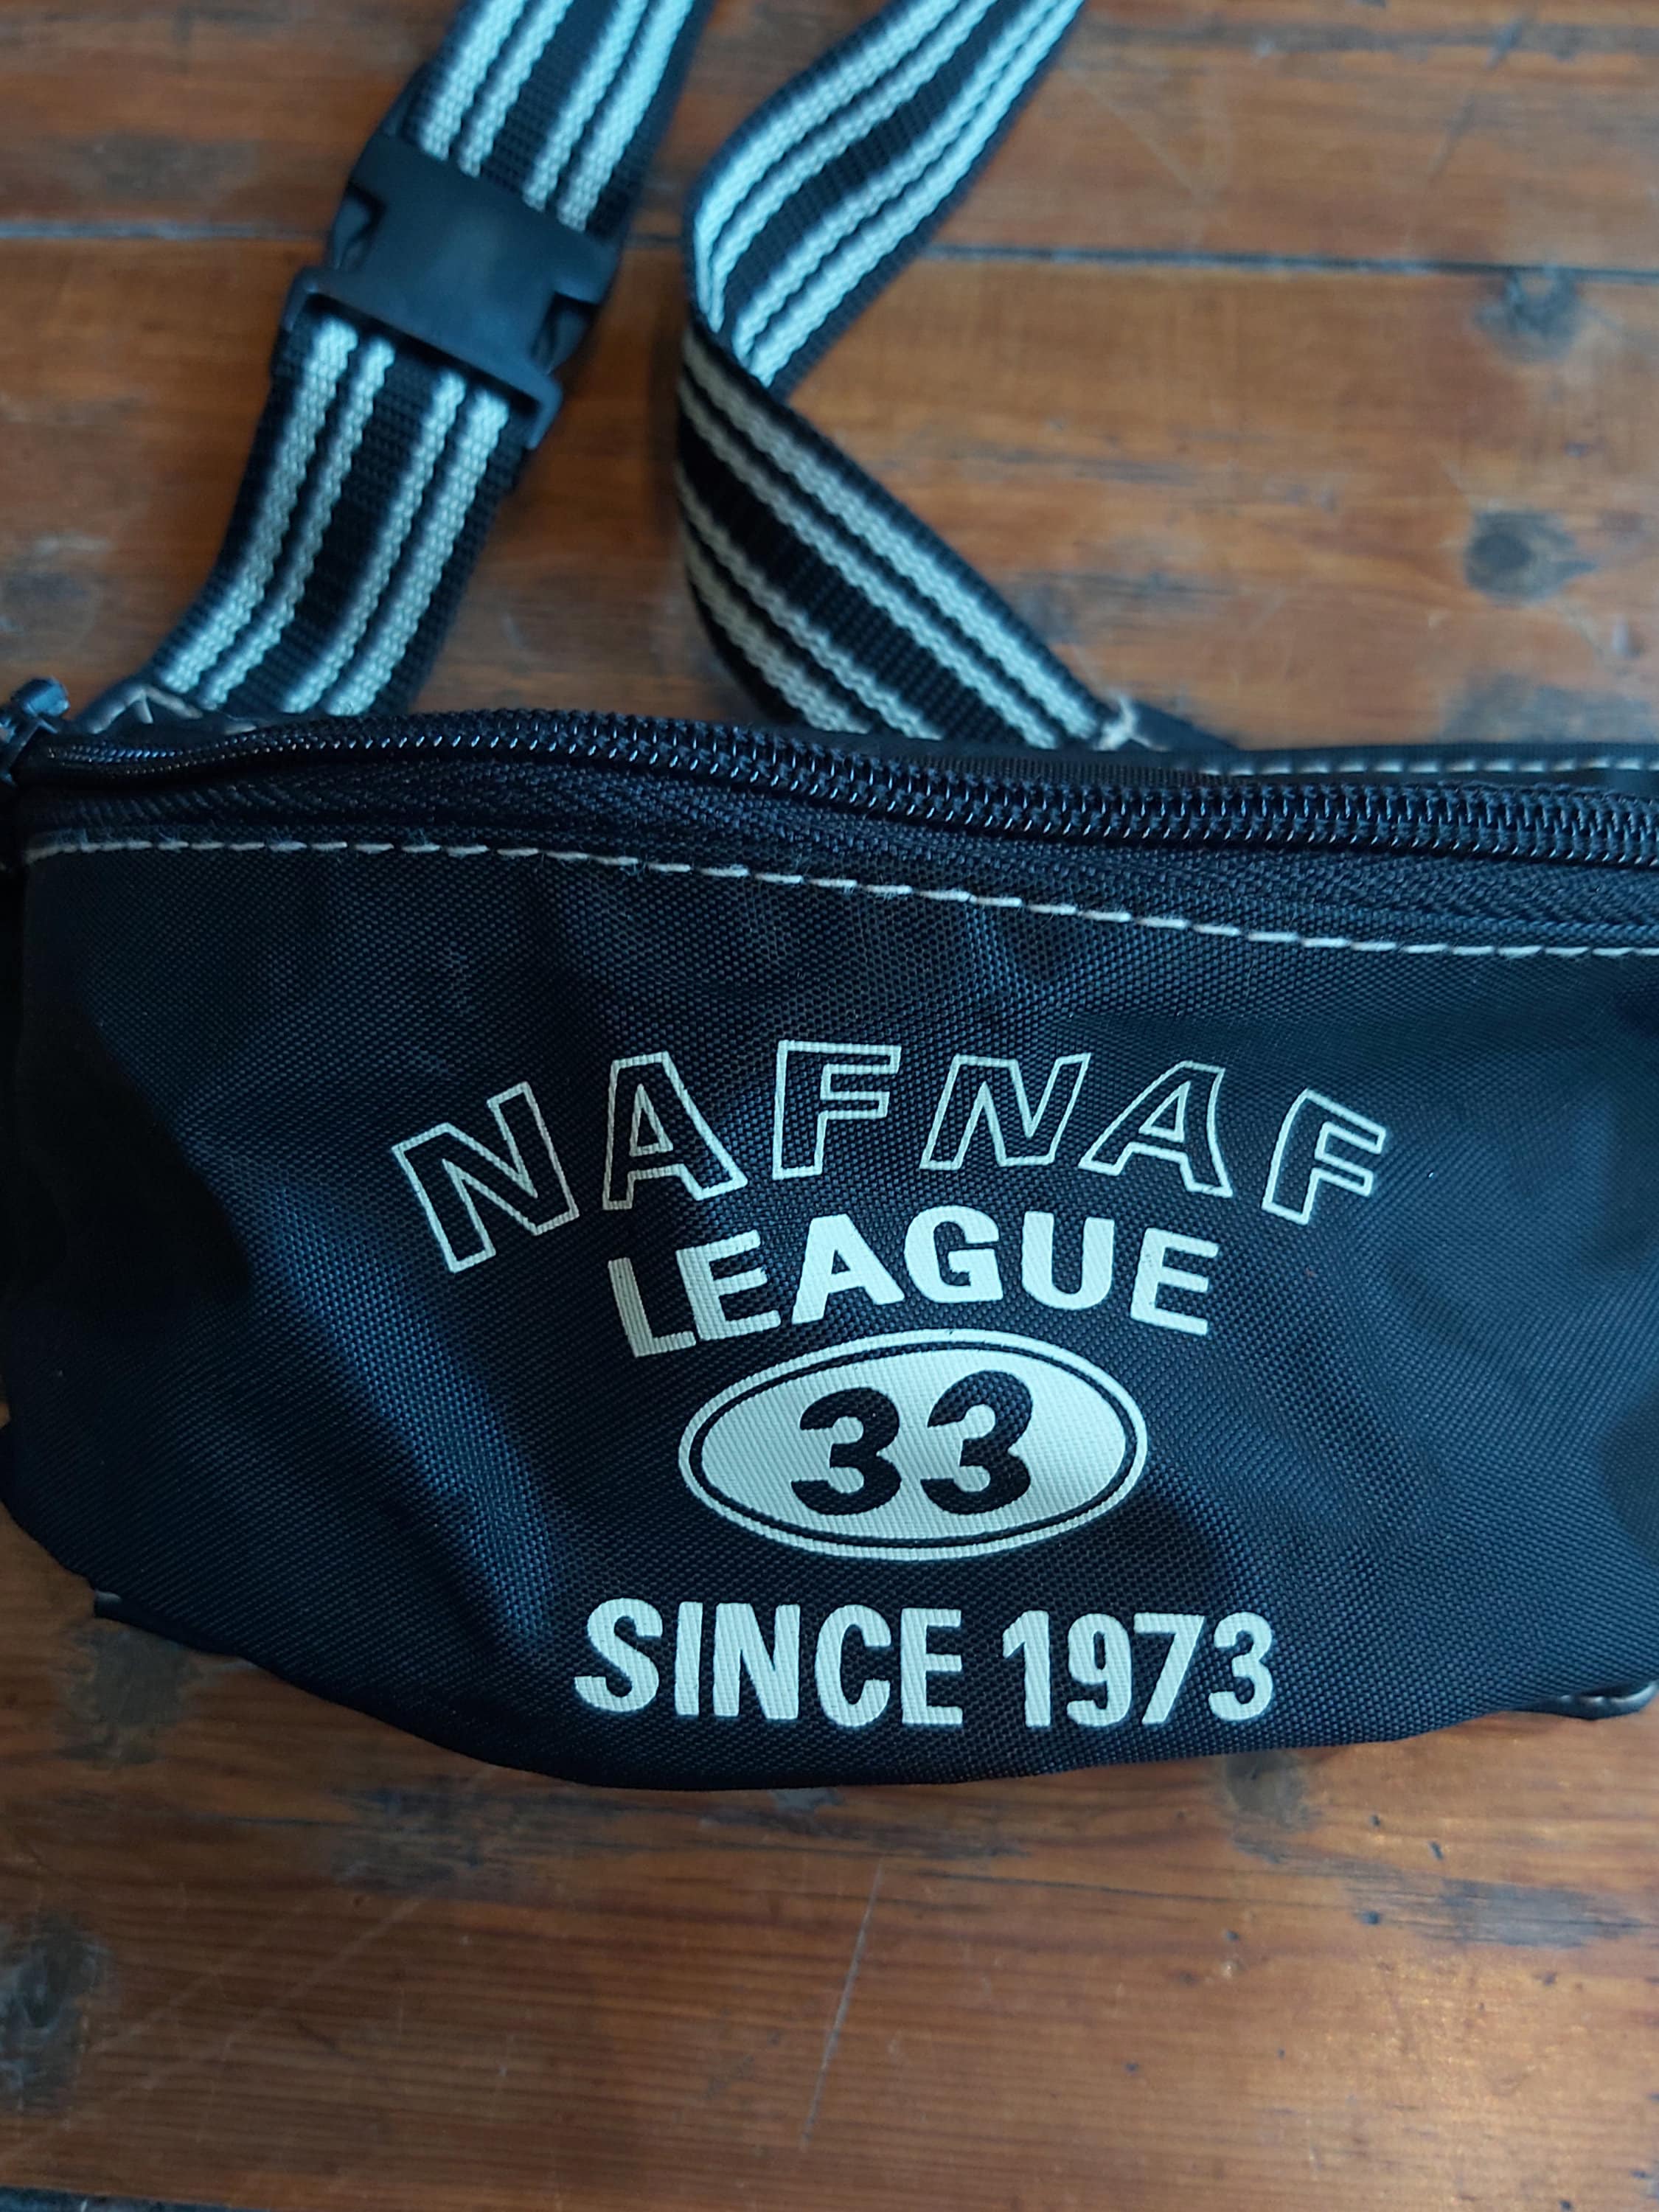 NAFNAF
LEAGUE
33
SINCE 1973